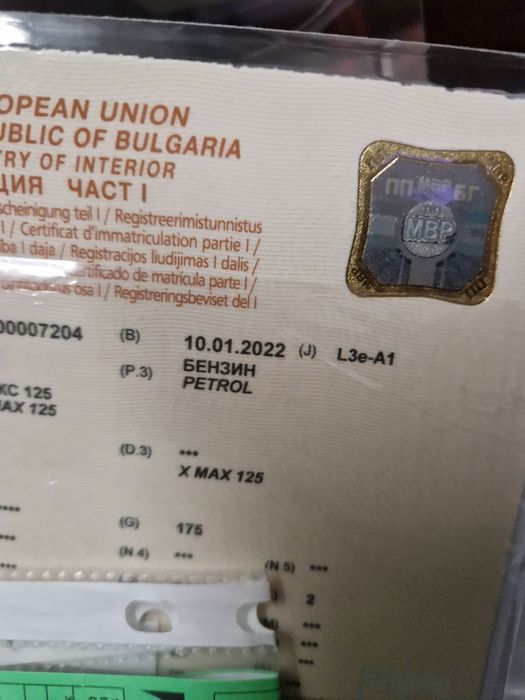 OPEAN UNION
UBLIC OF BULGARIA
TRY OF INTERIOR
ЦИЯ ЧАСТ I
scheinigung teil I / Registreerimistunnistus
I / Certificat d'immatriculation partie I /
iba I daja / Registracijos liudijimas I dalis /
ertificado de matrícula parte I /
osa I / Registreringsbeviset del I
ПП МВР БГ
МВР
00007204 (B) 10.01.2022 (J) L3e-A1
(P.3) БЕНЗИН
PETROL
КС 125
MAX 125
(D.3) ***
X MAX 125
****
(G) 175
***
(N.4) *** (N.5) ***
2
***
***
***